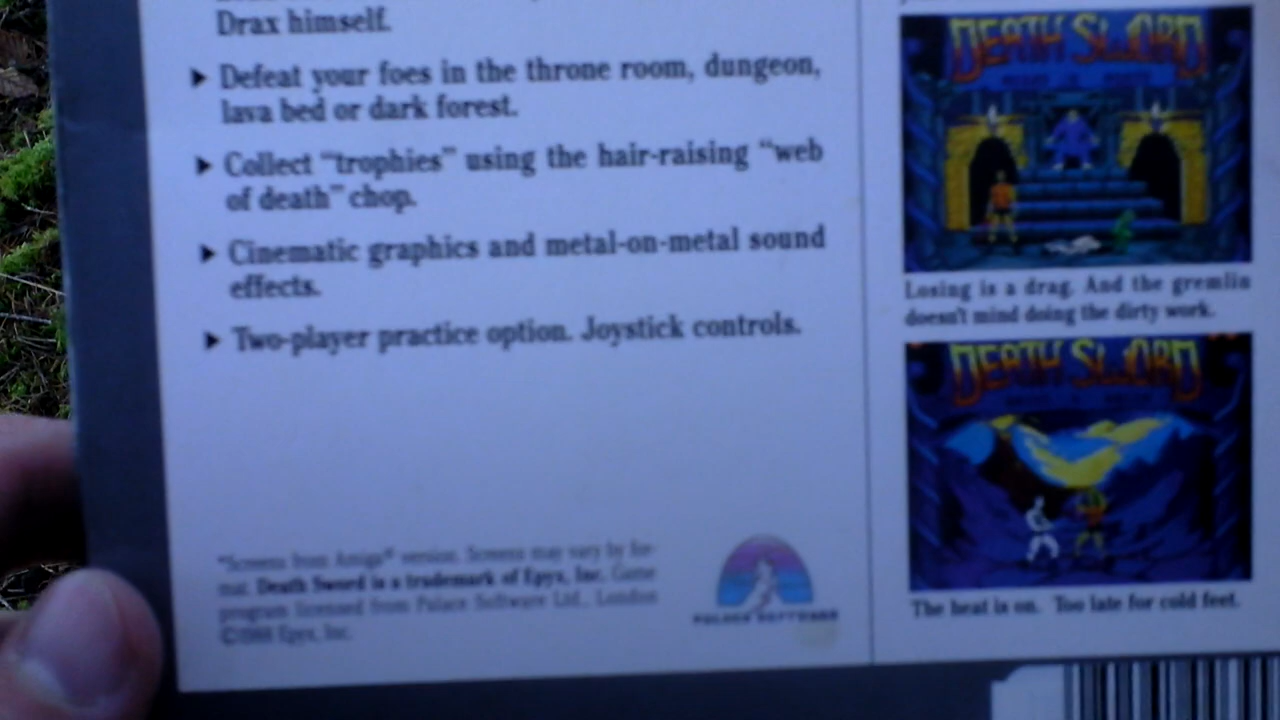 Drax himself.
▶ Defeat your foes in the throne room, dungeon,
lava bed or dark forest.
▶ Collect "trophies" using the hair-raising "web
of death" chop.
▶ Cinematic graphics and metal-on-metal sound
effects.
▶ Two-player practice option. Joystick controls.
*Screens from Amiga® version. Screens may vary by for-
mat. Death Sword is a trademark of Epyx, Inc. Game
program licensed from Palace Software Ltd., London
©1988 Epyx, Inc.
PALACE SOFTWARE
DEATH SWORD
Losing is a drag. And the gremlin
doesn't mind doing the dirty work.
DEATH SWORD
The heat is on. Too late for cold feet.